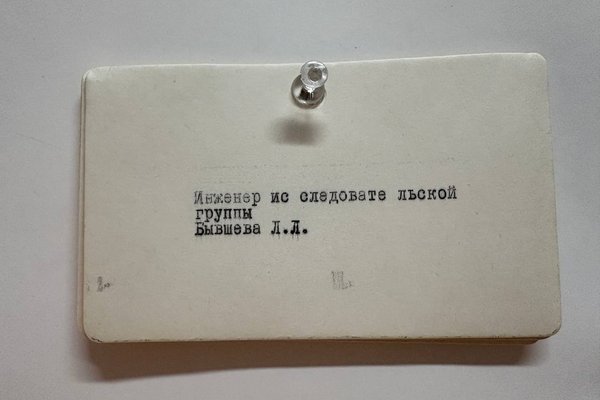 Инженер ис следовате льской
группы
Бывшева Л.Л.